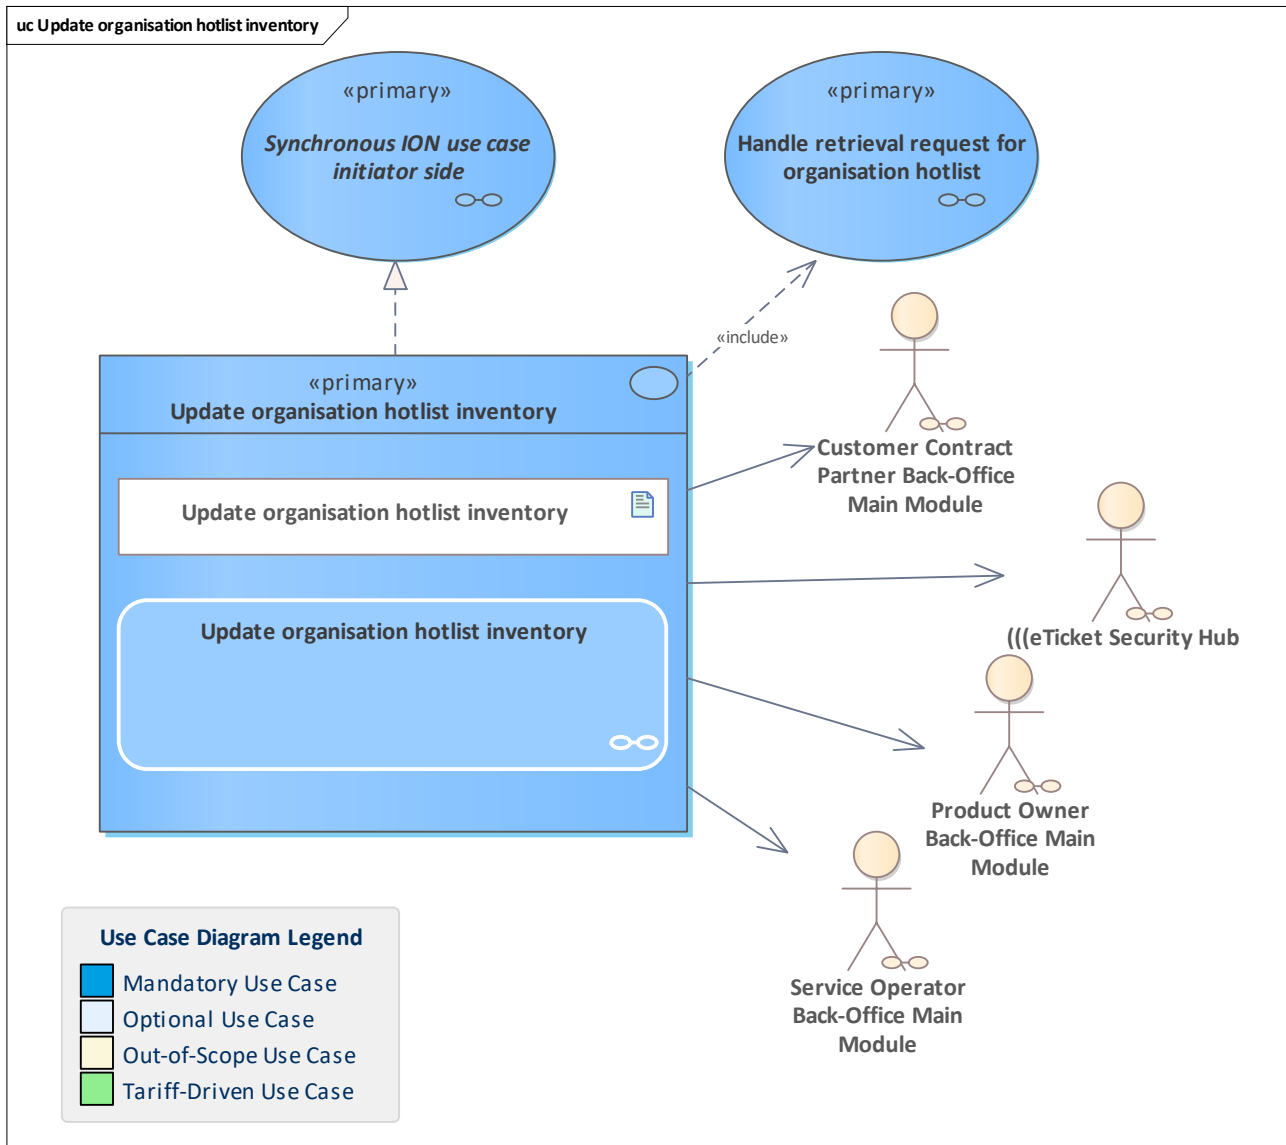 uc Update organisation hotlist inventory
«primary»
Synchronous ION use case
initiator side
«primary»
Handle retrieval request for
organisation hotlist
«include»
«primary»
Update organisation hotlist inventory
Update organisation hotlist inventory
Update organisation hotlist inventory
Customer Contract
Partner Back-Office
Main Module
(((eTicket Security Hub
Product Owner
Back-Office Main
Module
Service Operator
Back-Office Main
Module
Use Case Diagram Legend
Mandatory Use Case
Optional Use Case
Out-of-Scope Use Case
Tariff-Driven Use Case